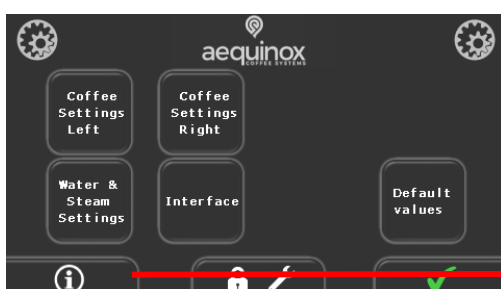 aequinox
COFFEE SYSTEMS
Coffee
Settings
Left
Coffee
Settings
Right
Water &
Steam
Settings
Interface
Default
values